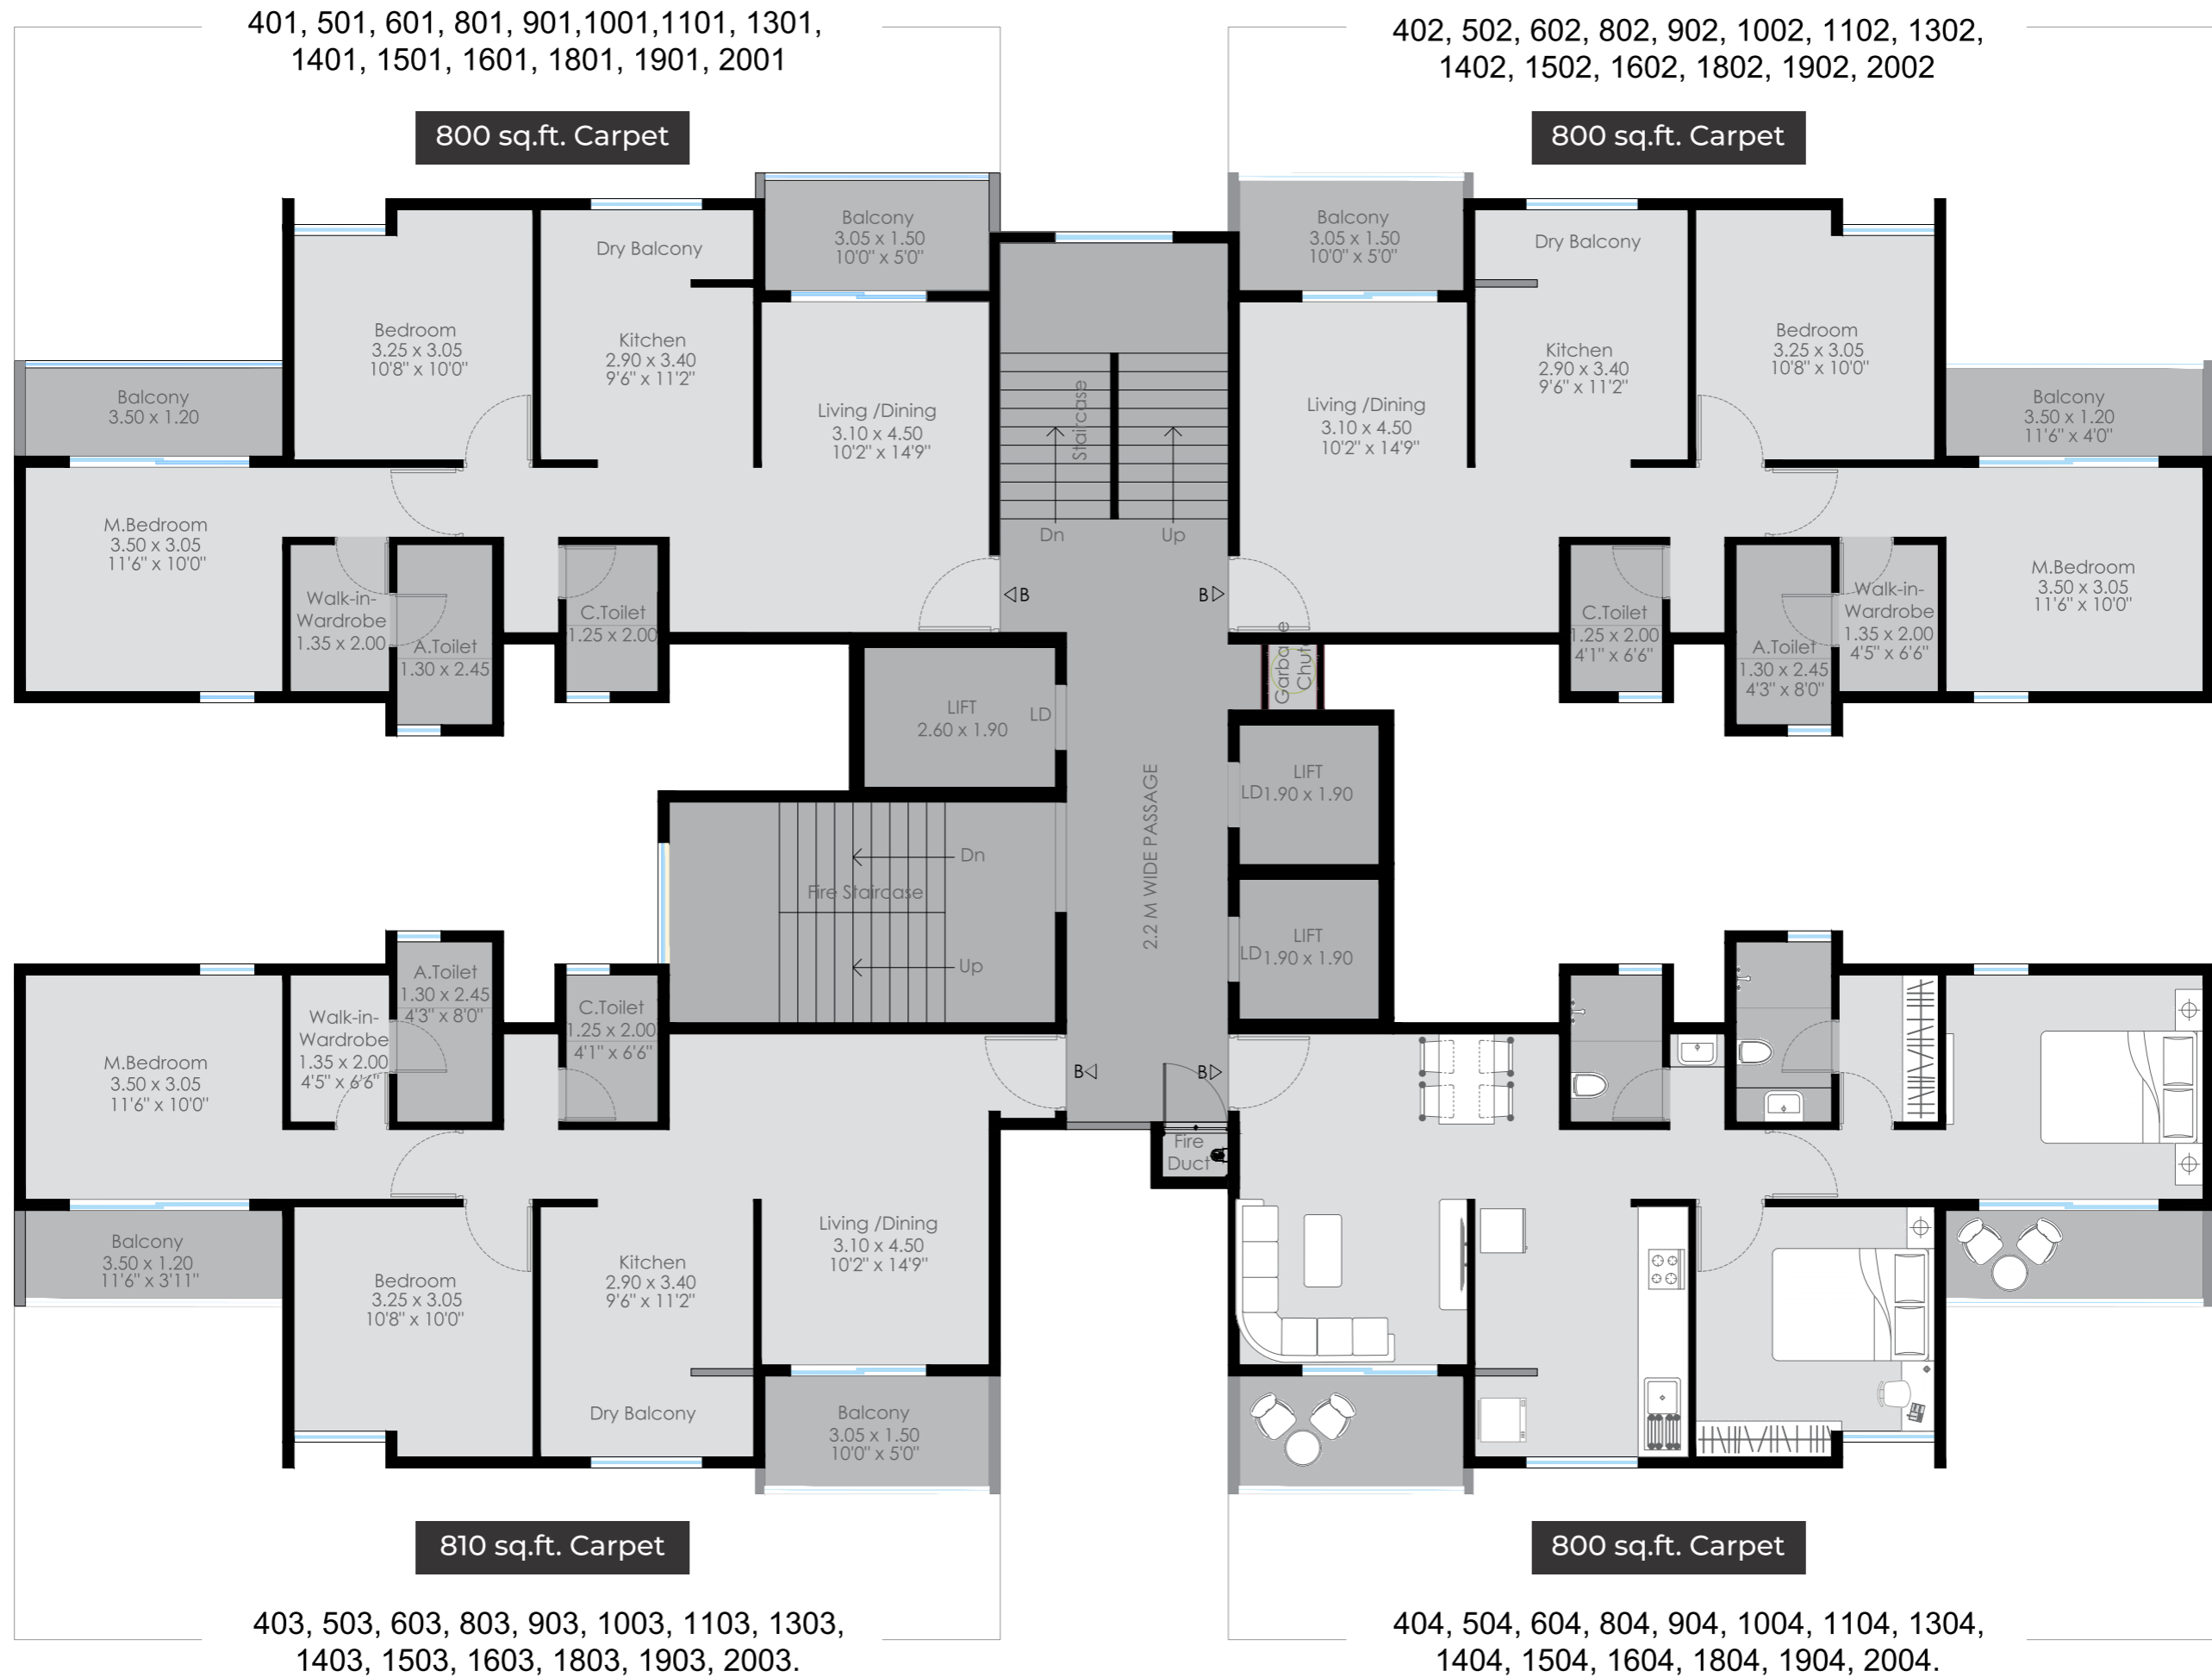 401, 501, 601, 801, 901,1001,1101, 1301,
1401, 1501, 1601, 1801, 1901, 2001
800 sq.ft. Carpet
402, 502, 602, 802, 902, 1002, 1102, 1302,
1402, 1502, 1602, 1802, 1902, 2002
800 sq.ft. Carpet
Balcony
3.50 x 1.20
Bedroom
3.25 x 3.05
10'8" x 10'0"
Dry Balcony
Kitchen
2.90 x 3.40
9'6" x 11'2"
Balcony
3.05 x 1.50
10'0" x 5'0"
Living /Dining
3.10 x 4.50
10'2" x 14'9"
M.Bedroom
3.50 x 3.05
11'6" x 10'0"
Walk-in-
Wardrobe
1.35 x 2.00
A.Toilet
1.30 x 2.45
C.Toilet
1.25 x 2.00
B
Staircase
Dn
Up
B
Balcony
3.05 x 1.50
10'0" x 5'0"
Living /Dining
3.10 x 4.50
10'2" x 14'9"
Dry Balcony
Kitchen
2.90 x 3.40
9'6" x 11'2"
Bedroom
3.25 x 3.05
10'8" x 10'0"
Balcony
3.50 x 1.20
11'6" x 4'0"
C.Toilet
1.25 x 2.00
4'1" x 6'6"
A.Toilet
1.30 x 2.45
4'3" x 8'0"
Walk-in-
Wardrobe
1.35 x 2.00
4'5" x 6'6"
M.Bedroom
3.50 x 3.05
11'6" x 10'0"
Garbage
Chute
LIFT
2.60 x 1.90
LD
LIFT
LD
1.90 x 1.90
LIFT
LD
1.90 x 1.90
2.2 M WIDE PASSAGE
Dn
Fire Staircase
Up
M.Bedroom
3.50 x 3.05
11'6" x 10'0"
Walk-in-
Wardrobe
1.35 x 2.00
4'5" x 6'6"
A.Toilet
1.30 x 2.45
4'3" x 8'0"
C.Toilet
1.25 x 2.00
4'1" x 6'6"
B
B
Fire
Duct
Balcony
3.50 x 1.20
11'6" x 3'11"
Bedroom
3.25 x 3.05
10'8" x 10'0"
Kitchen
2.90 x 3.40
9'6" x 11'2"
Dry Balcony
Living /Dining
3.10 x 4.50
10'2" x 14'9"
Balcony
3.05 x 1.50
10'0" x 5'0"
810 sq.ft. Carpet
403, 503, 603, 803, 903, 1003, 1103, 1303,
1403, 1503, 1603, 1803, 1903, 2003.
800 sq.ft. Carpet
404, 504, 604, 804, 904, 1004, 1104, 1304,
1404, 1504, 1604, 1804, 1904, 2004.